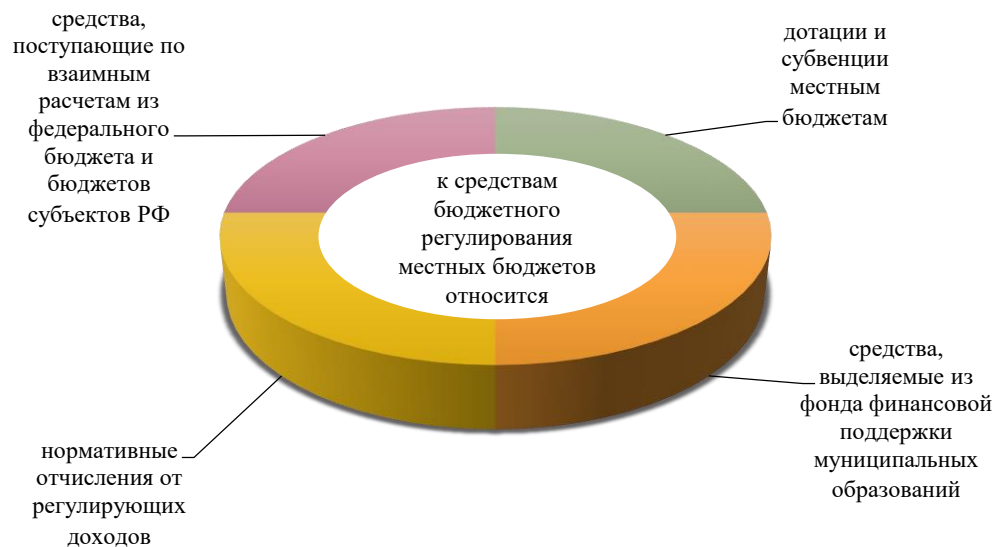 средства,
поступающие по
взаимным
расчетам из
федерального
бюджета и
бюджетов
субъектов РФ
дотации и
субвенции
местным
бюджетам
к средствам
бюджетного
регулирования
местных бюджетов
относится
нормативные
отчисления от
регулирующих
доходов
средства,
выделяемые из
фонда финансовой
поддержки
муниципальных
образований